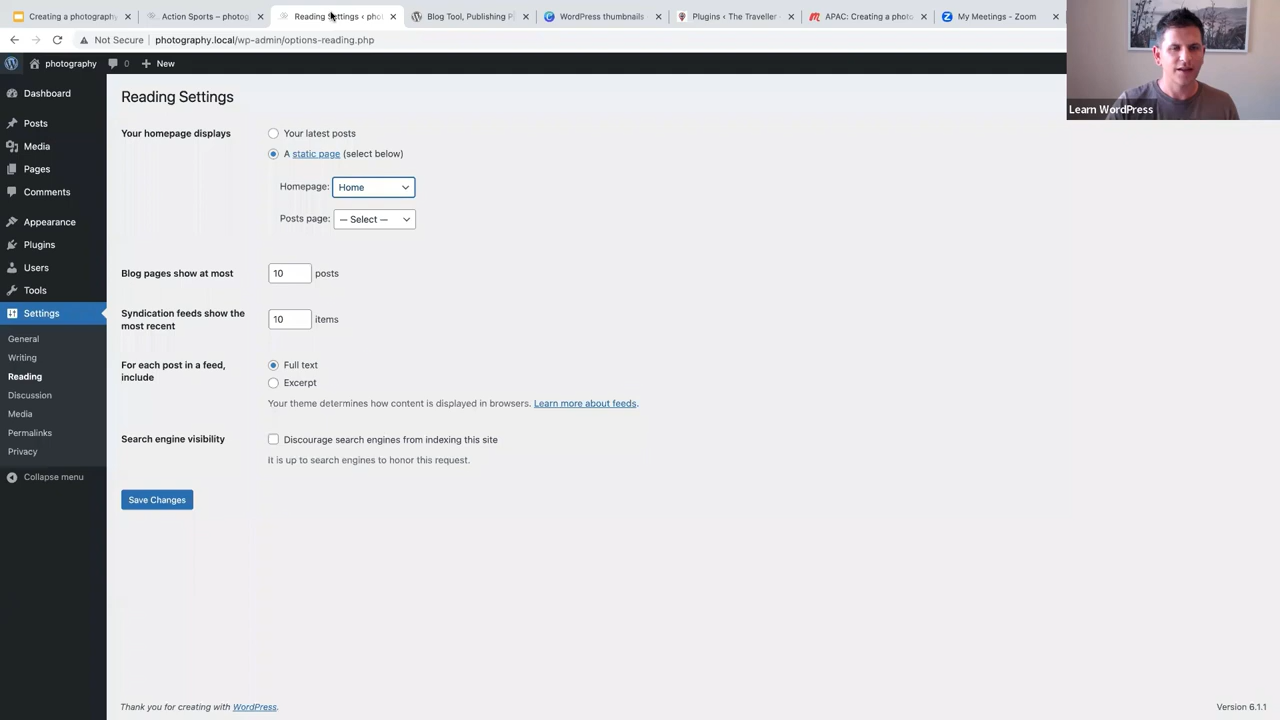 Creating a photography
Action Sports – photog
Reading Settings ‹ phot
Blog Tool, Publishing P
WordPress thumbnails
Plugins ‹ The Traveller
APAC: Creating a photo
My Meetings - Zoom
Not Secure
photography.local/wp-admin/options-reading.php
photography
0
New
Learn WordPress
Dashboard
Posts
Media
Pages
Comments
Appearance
Plugins
Users
Tools
Settings
General
Writing
Reading
Discussion
Media
Permalinks
Privacy
Collapse menu
Reading Settings
Your homepage displays
Your latest posts
A static page (select below)
Homepage: Home
Posts page: — Select —
Blog pages show at most 10 posts
Syndication feeds show the
most recent
10 items
For each post in a feed,
include
Full text
Excerpt
Your theme determines how content is displayed in browsers. Learn more about feeds.
Search engine visibility
Discourage search engines from indexing this site
It is up to search engines to honor this request.
Save Changes
Thank you for creating with WordPress.
Version 6.1.1